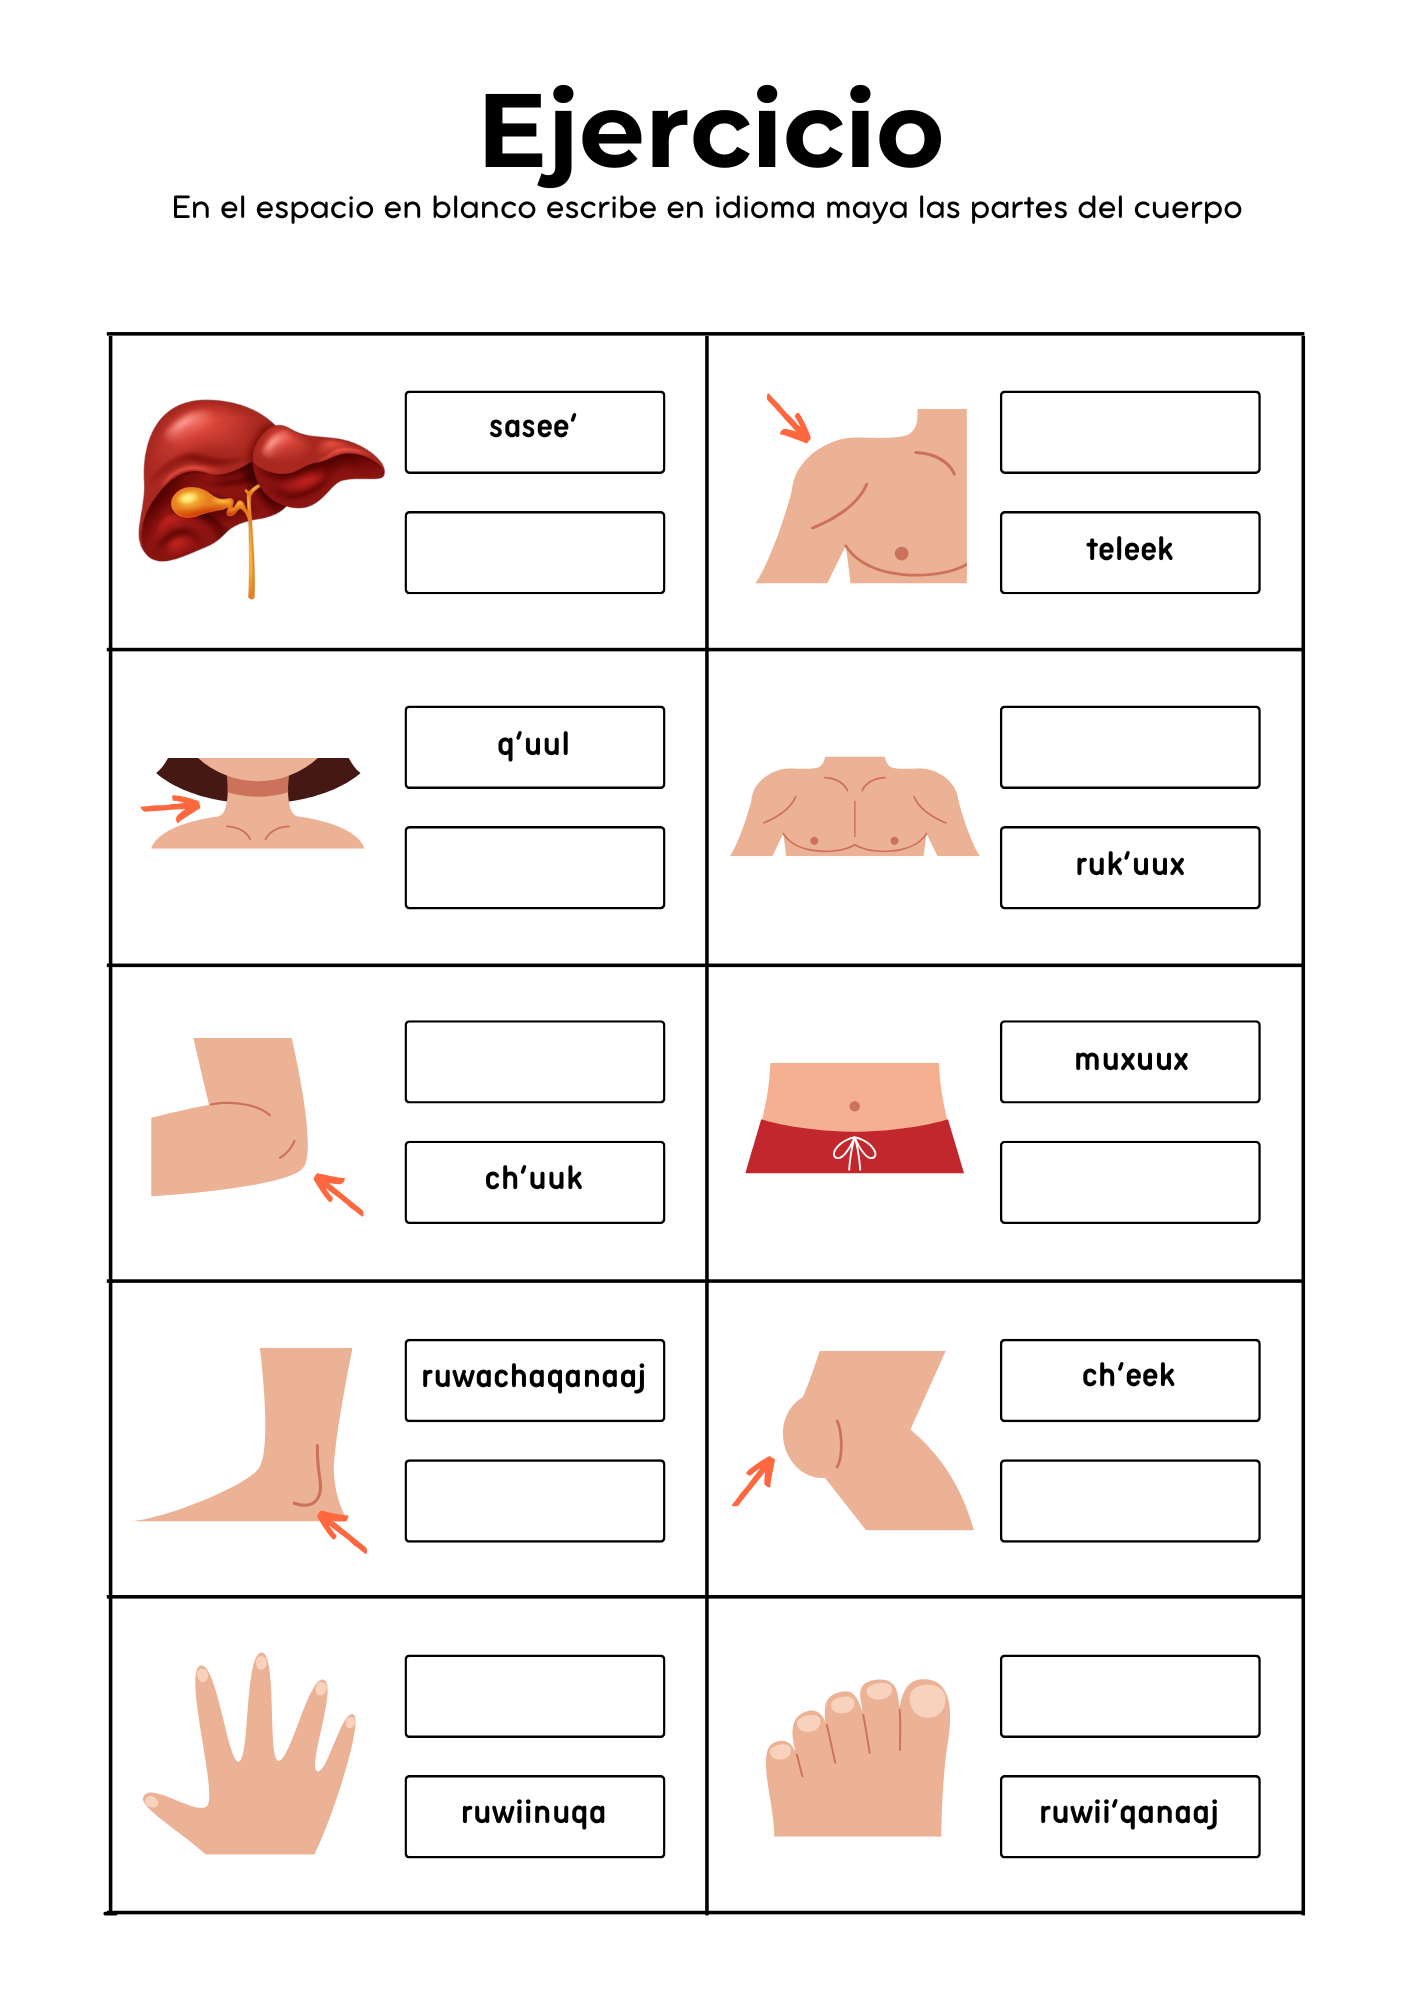 Ejercicio
En el espacio en blanco escribe en idioma maya las partes del cuerpo
sasee'
teleek
q'uul
ruk'uux
ch'uuk
muxuux
ruwachaqanaaj
ch'eek
ruwiinuqa
ruwii'qanaaj